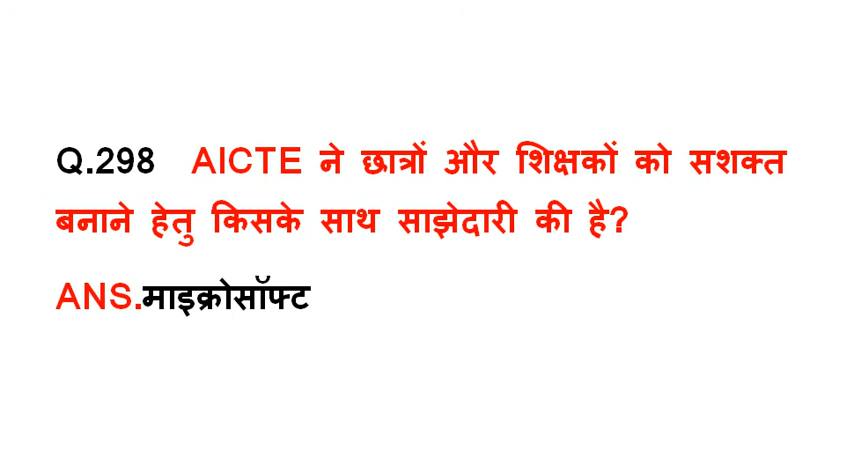 Q.298 AICTE ने छात्रों और शिक्षकों को सशक्त
बनाने हेतु किसके साथ साझेदारी की है?
ANS.माइक्रोसॉफ्ट